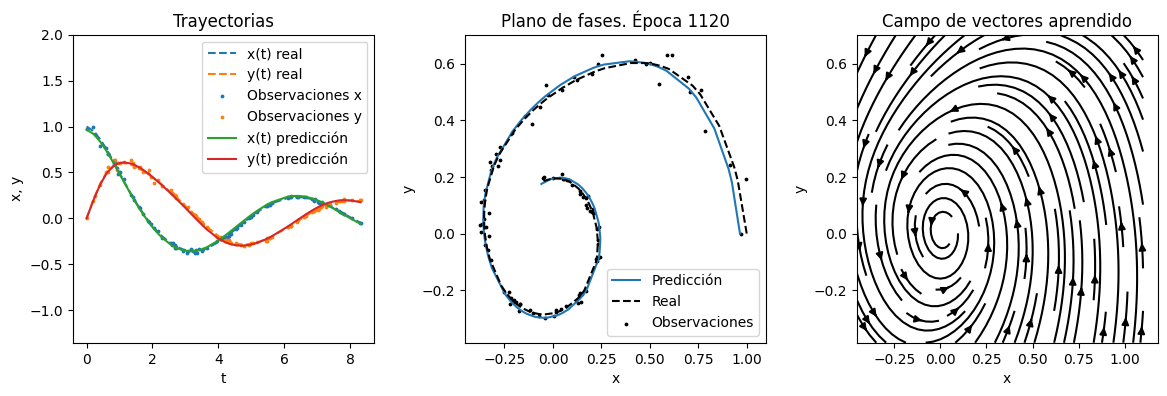 Trayectorias
2.0
1.5
1.0
0.5
0.0
−0.5
−1.0
x, y
0 2 4 6 8
t
x(t) real
y(t) real
Observaciones x
Observaciones y
x(t) predicción
y(t) predicción
Plano de fases. Época 1120
0.6
0.4
0.2
0.0
−0.2
y
−0.25 0.00 0.25 0.50 0.75 1.00
x
Predicción
Real
Observaciones
Campo de vectores aprendido
0.6
0.4
0.2
0.0
−0.2
y
−0.25 0.00 0.25 0.50 0.75 1.00
x